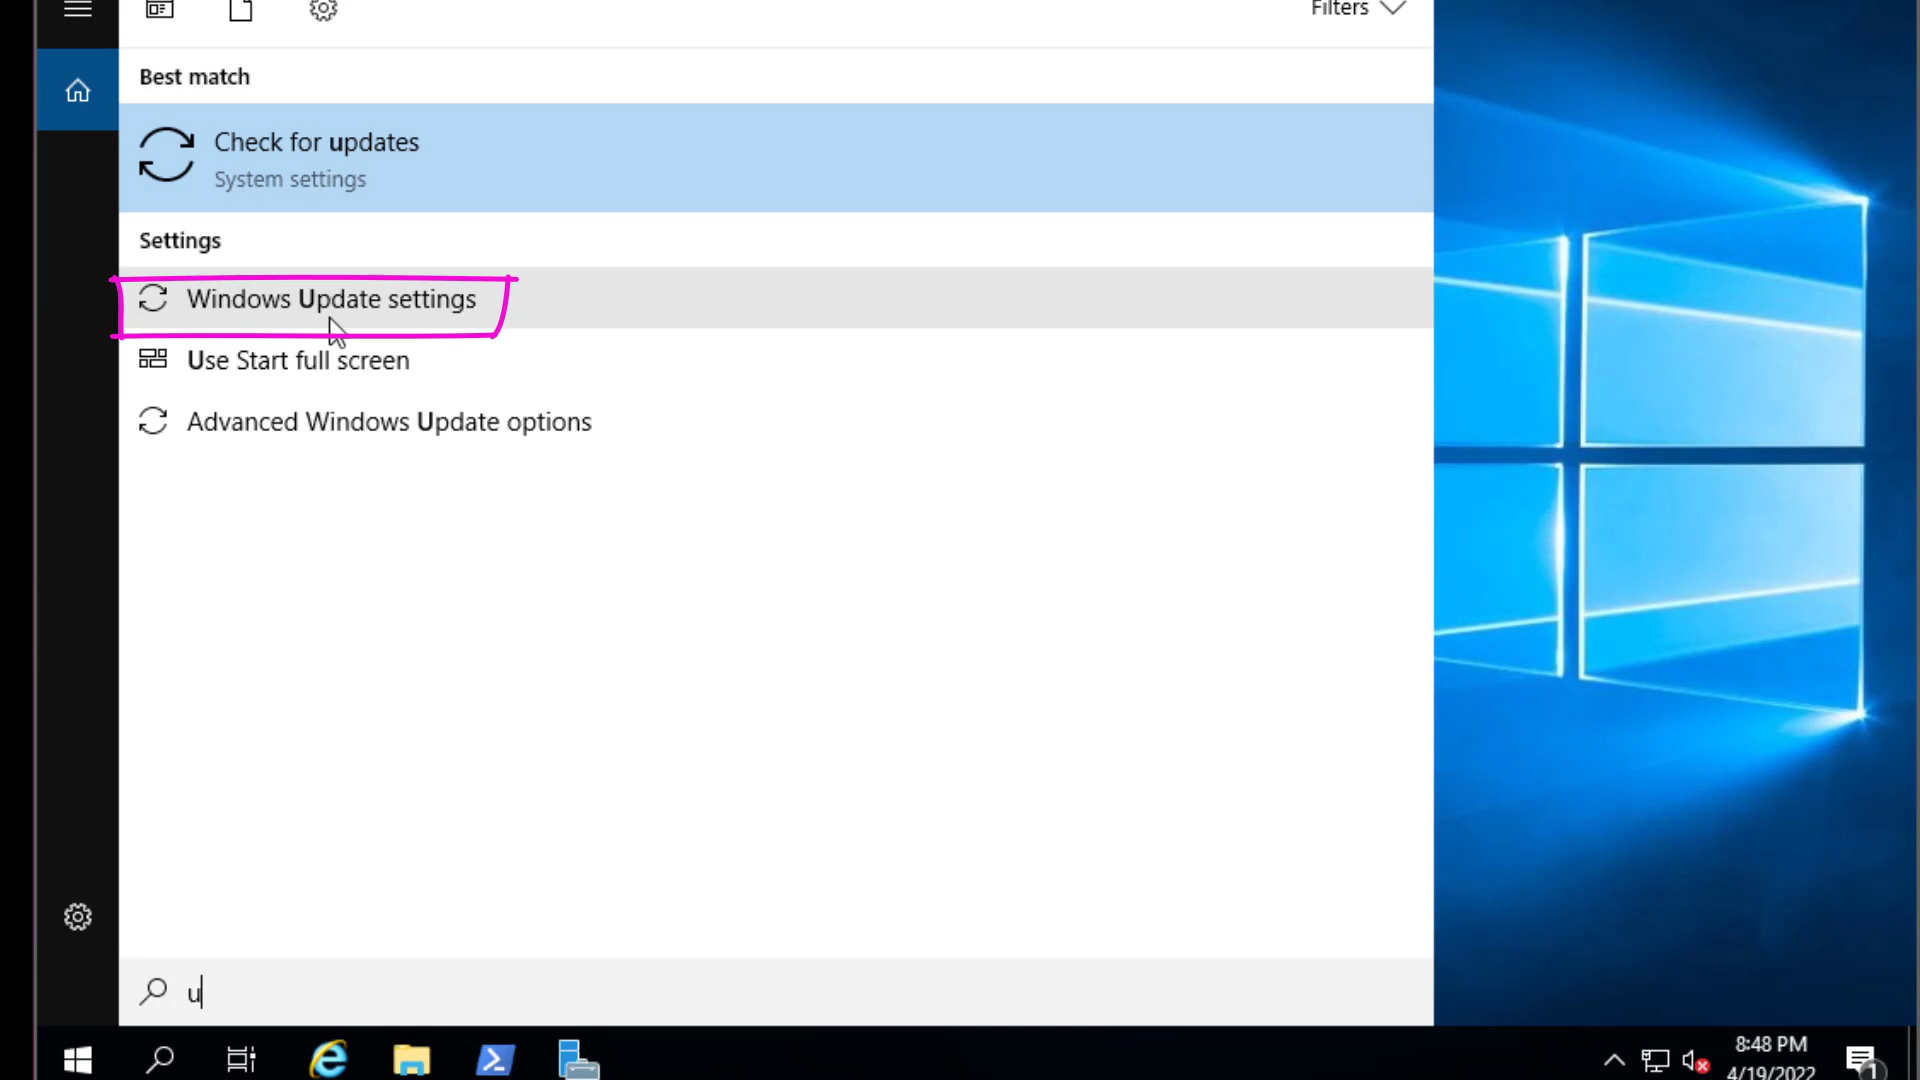 Filters
Best match
Check for updates
System settings
Settings
Windows Update settings
Use Start full screen
Advanced Windows Update options
u
8:48 PM
4/19/2022
1